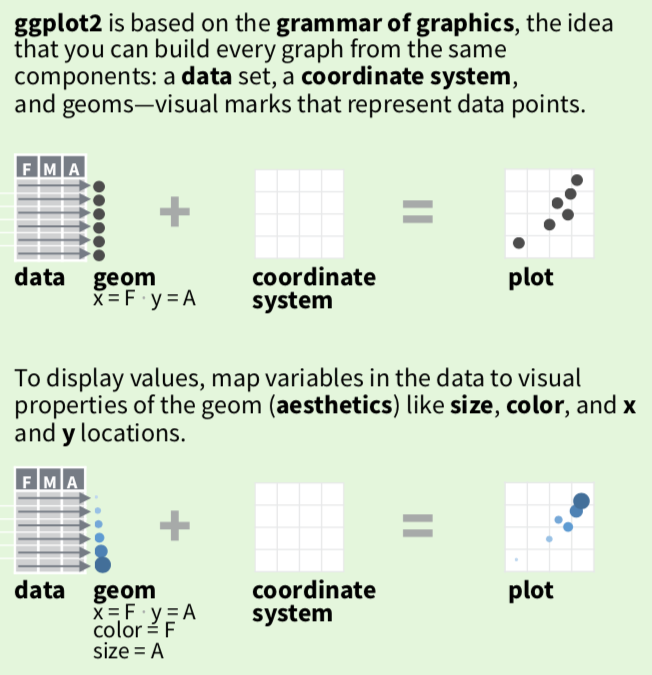 ggplot2 is based on the grammar of graphics, the idea
that you can build every graph from the same
components: a data set, a coordinate system,
and geoms—visual marks that represent data points.
F M A
data geom
x = F · y = A
coordinate
system
plot
To display values, map variables in the data to visual
properties of the geom (aesthetics) like size, color, and x
and y locations.
F M A
data geom
x = F · y = A
color = F
size = A
coordinate
system
plot